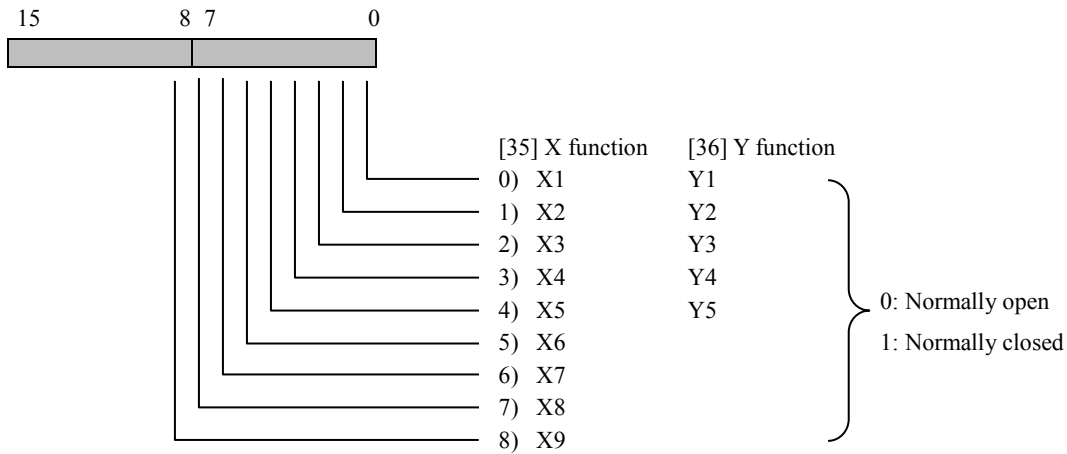 15 8 7 0
[35] X function [36] Y function
0) X1 Y1
1) X2 Y2
2) X3 Y3
3) X4 Y4
4) X5 Y5
5) X6
6) X7
7) X8
8) X9
0: Normally open
1: Normally closed